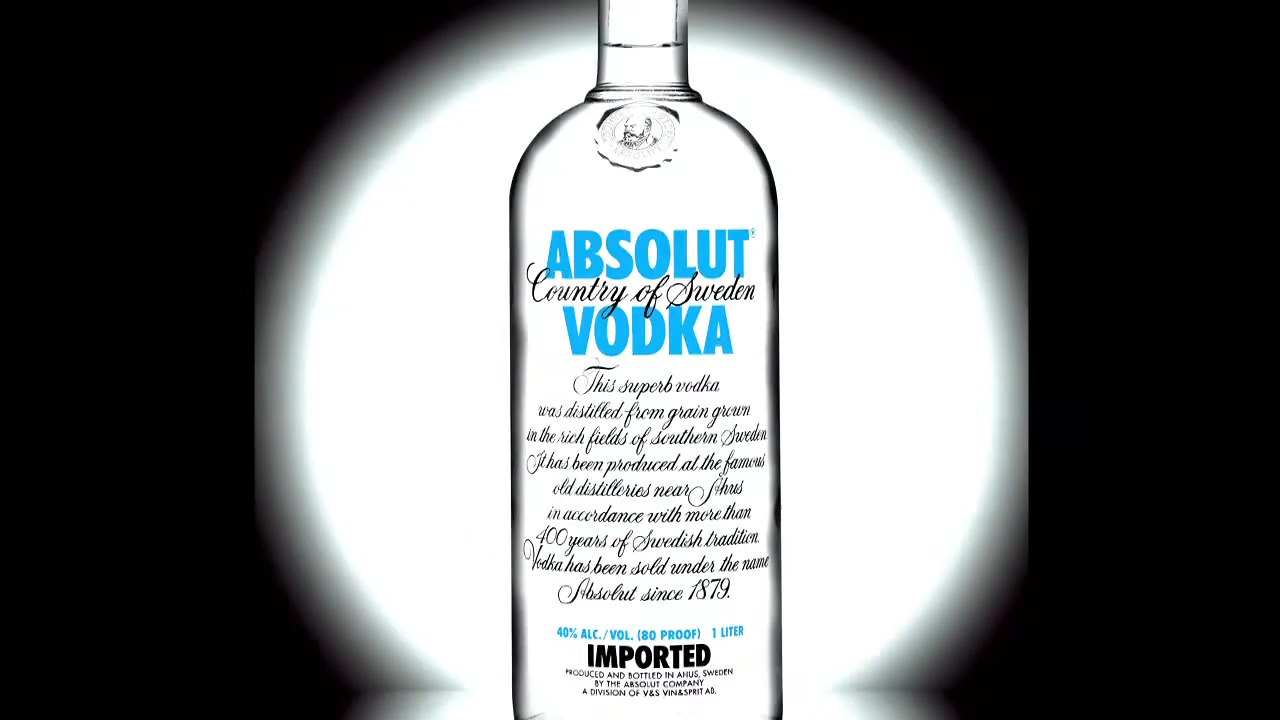 ABSOLUT®
Country of Sweden
VODKA
This superb vodka
was distilled from grain grown
in the rich fields of southern Sweden
It has been produced at the famous
old distilleries near Åhus
in accordance with more than
400 years of Swedish tradition.
Vodka has been sold under the name
Absolut since 1879.
40% ALC./VOL. (80 PROOF) 1 LITER
IMPORTED
PRODUCED AND BOTTLED IN AHUS, SWEDEN
BY THE ABSOLUT COMPANY
A DIVISION OF V&S VIN&SPRIT AB.